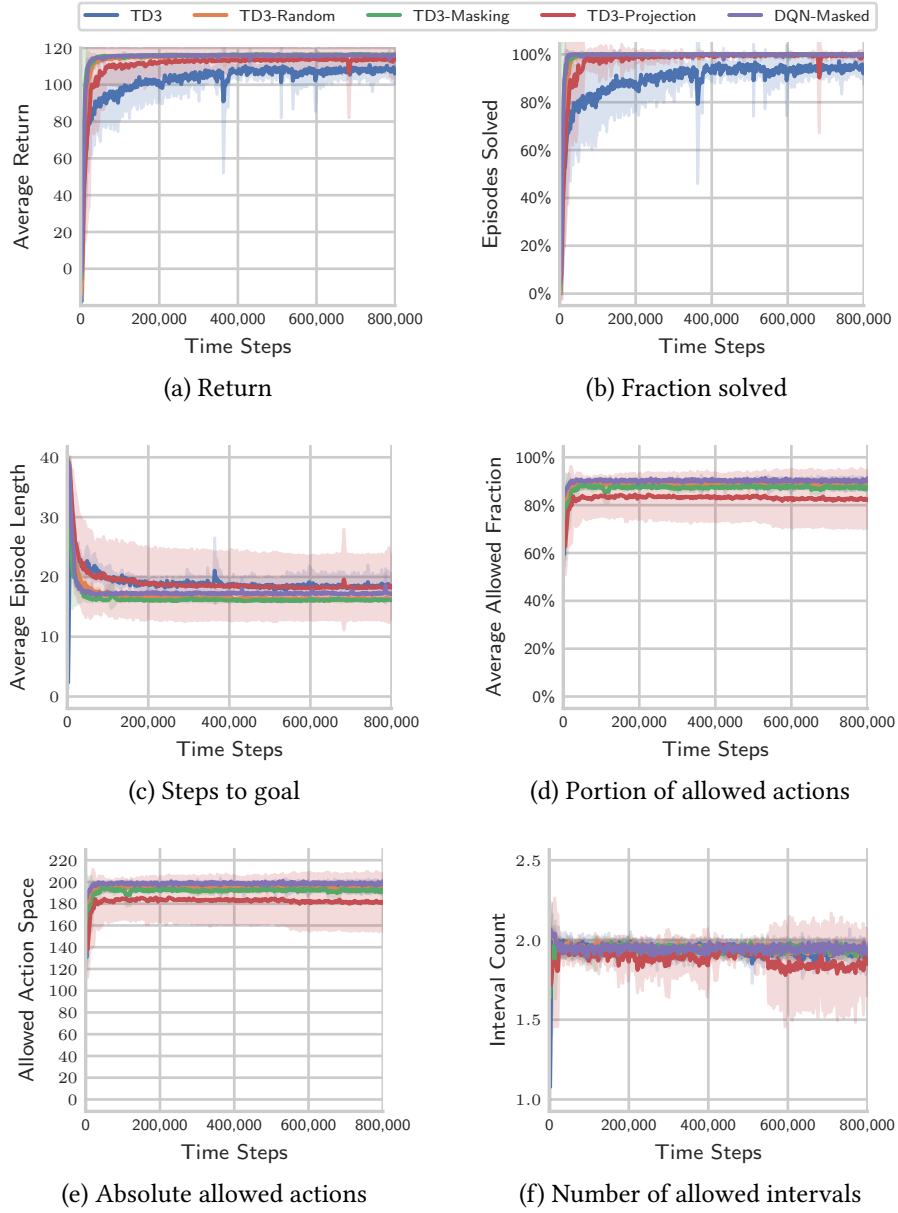 TD3 TD3-Random TD3-Masking TD3-Projection DQN-Masked
Average Return
120
100
80
60
40
20
0
0 200,000 400,000 600,000 800,000
Time Steps
(a) Return
Episodes Solved
100%
80%
60%
40%
20%
0%
0 200,000 400,000 600,000 800,000
Time Steps
(b) Fraction solved
Average Episode Length
40
30
20
10
0
0 200,000 400,000 600,000 800,000
Time Steps
(c) Steps to goal
Average Allowed Fraction
100%
80%
60%
40%
20%
0%
0 200,000 400,000 600,000 800,000
Time Steps
(d) Portion of allowed actions
Allowed Action Space
220
200
180
160
140
120
100
80
60
40
20
0
0 200,000 400,000 600,000 800,000
Time Steps
(e) Absolute allowed actions
Interval Count
2.5
2.0
1.5
1.0
0 200,000 400,000 600,000 800,000
Time Steps
(f) Number of allowed intervals